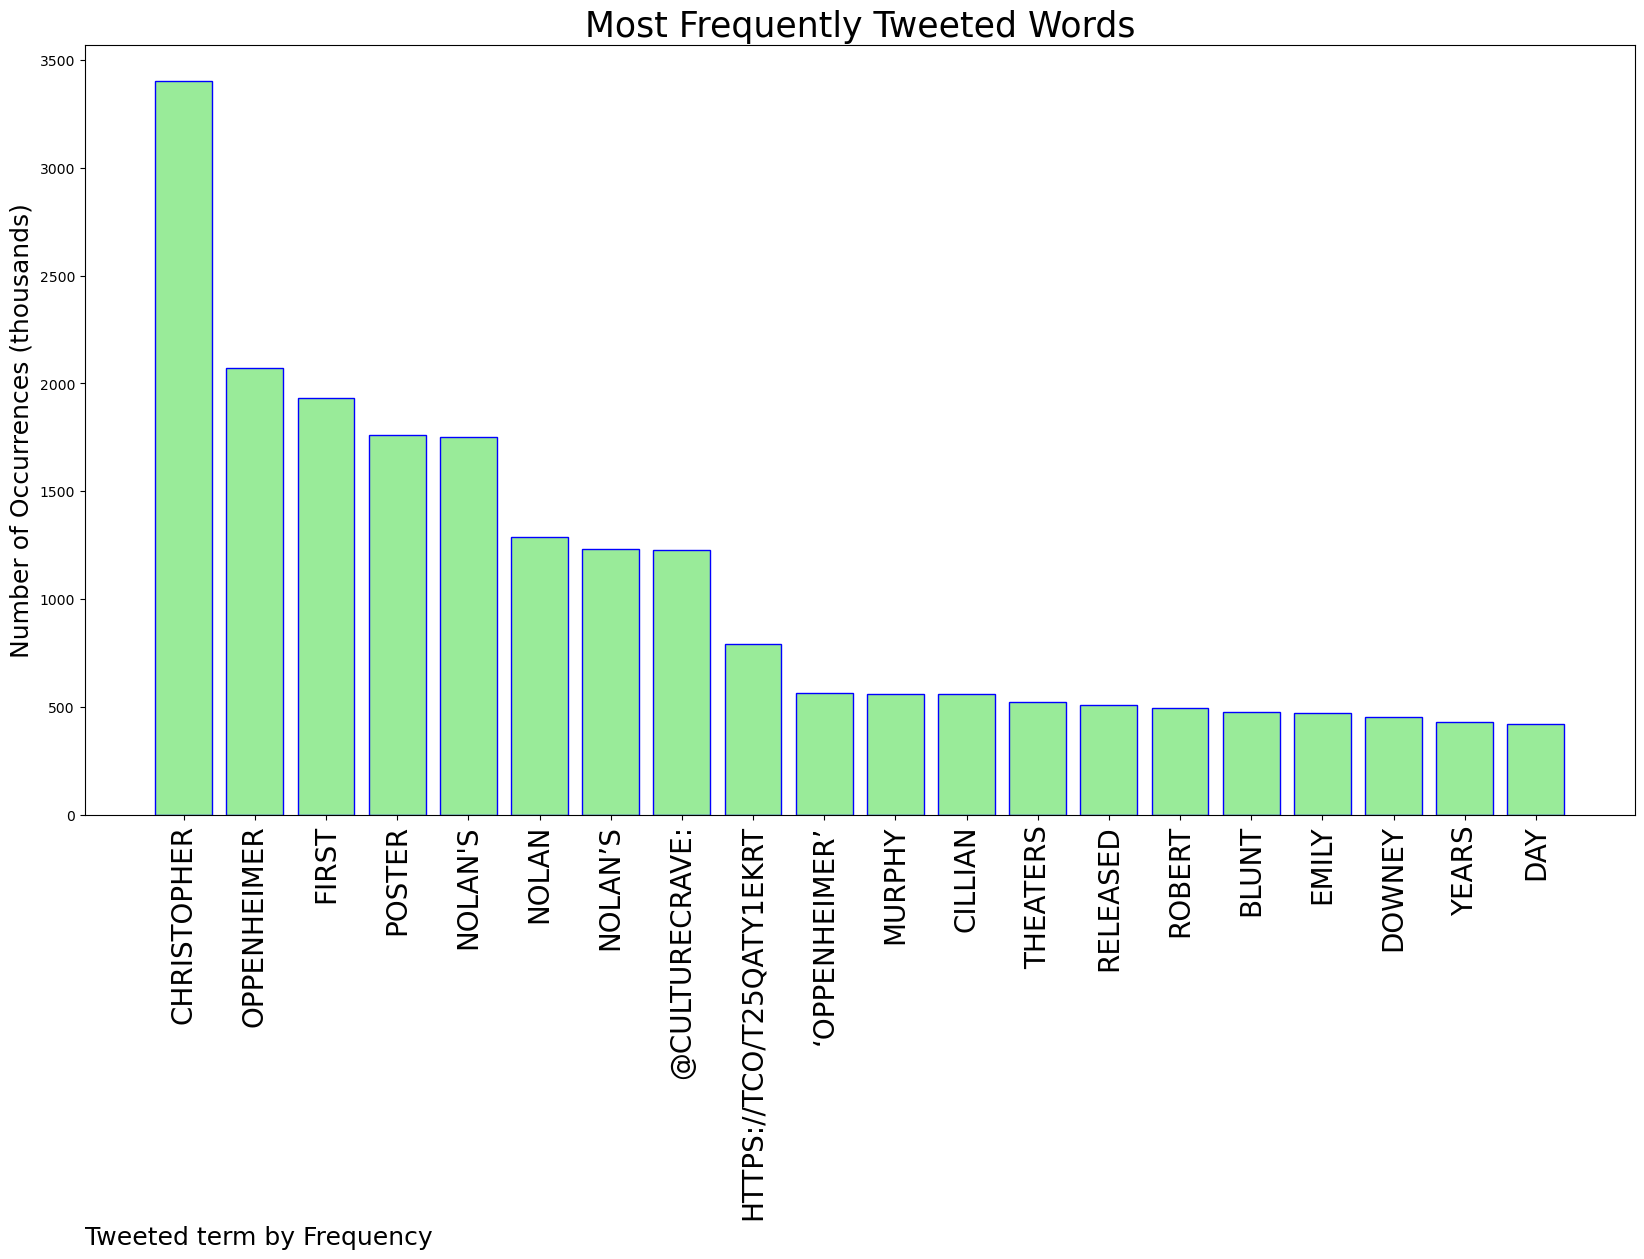 Most Frequently Tweeted Words
Number of Occurrences (thousands)
3500
3000
2500
2000
1500
1000
500
0
CHRISTOPHER
OPPENHEIMER
FIRST
POSTER
NOLAN'S
NOLAN
NOLAN’S
@CULTURECRAVE:
HTTPS://TCO/T25QATY1EKRT
‘OPPENHEIMER’
MURPHY
CILLIAN
THEATERS
RELEASED
ROBERT
BLUNT
EMILY
DOWNEY
YEARS
DAY
Tweeted term by Frequency